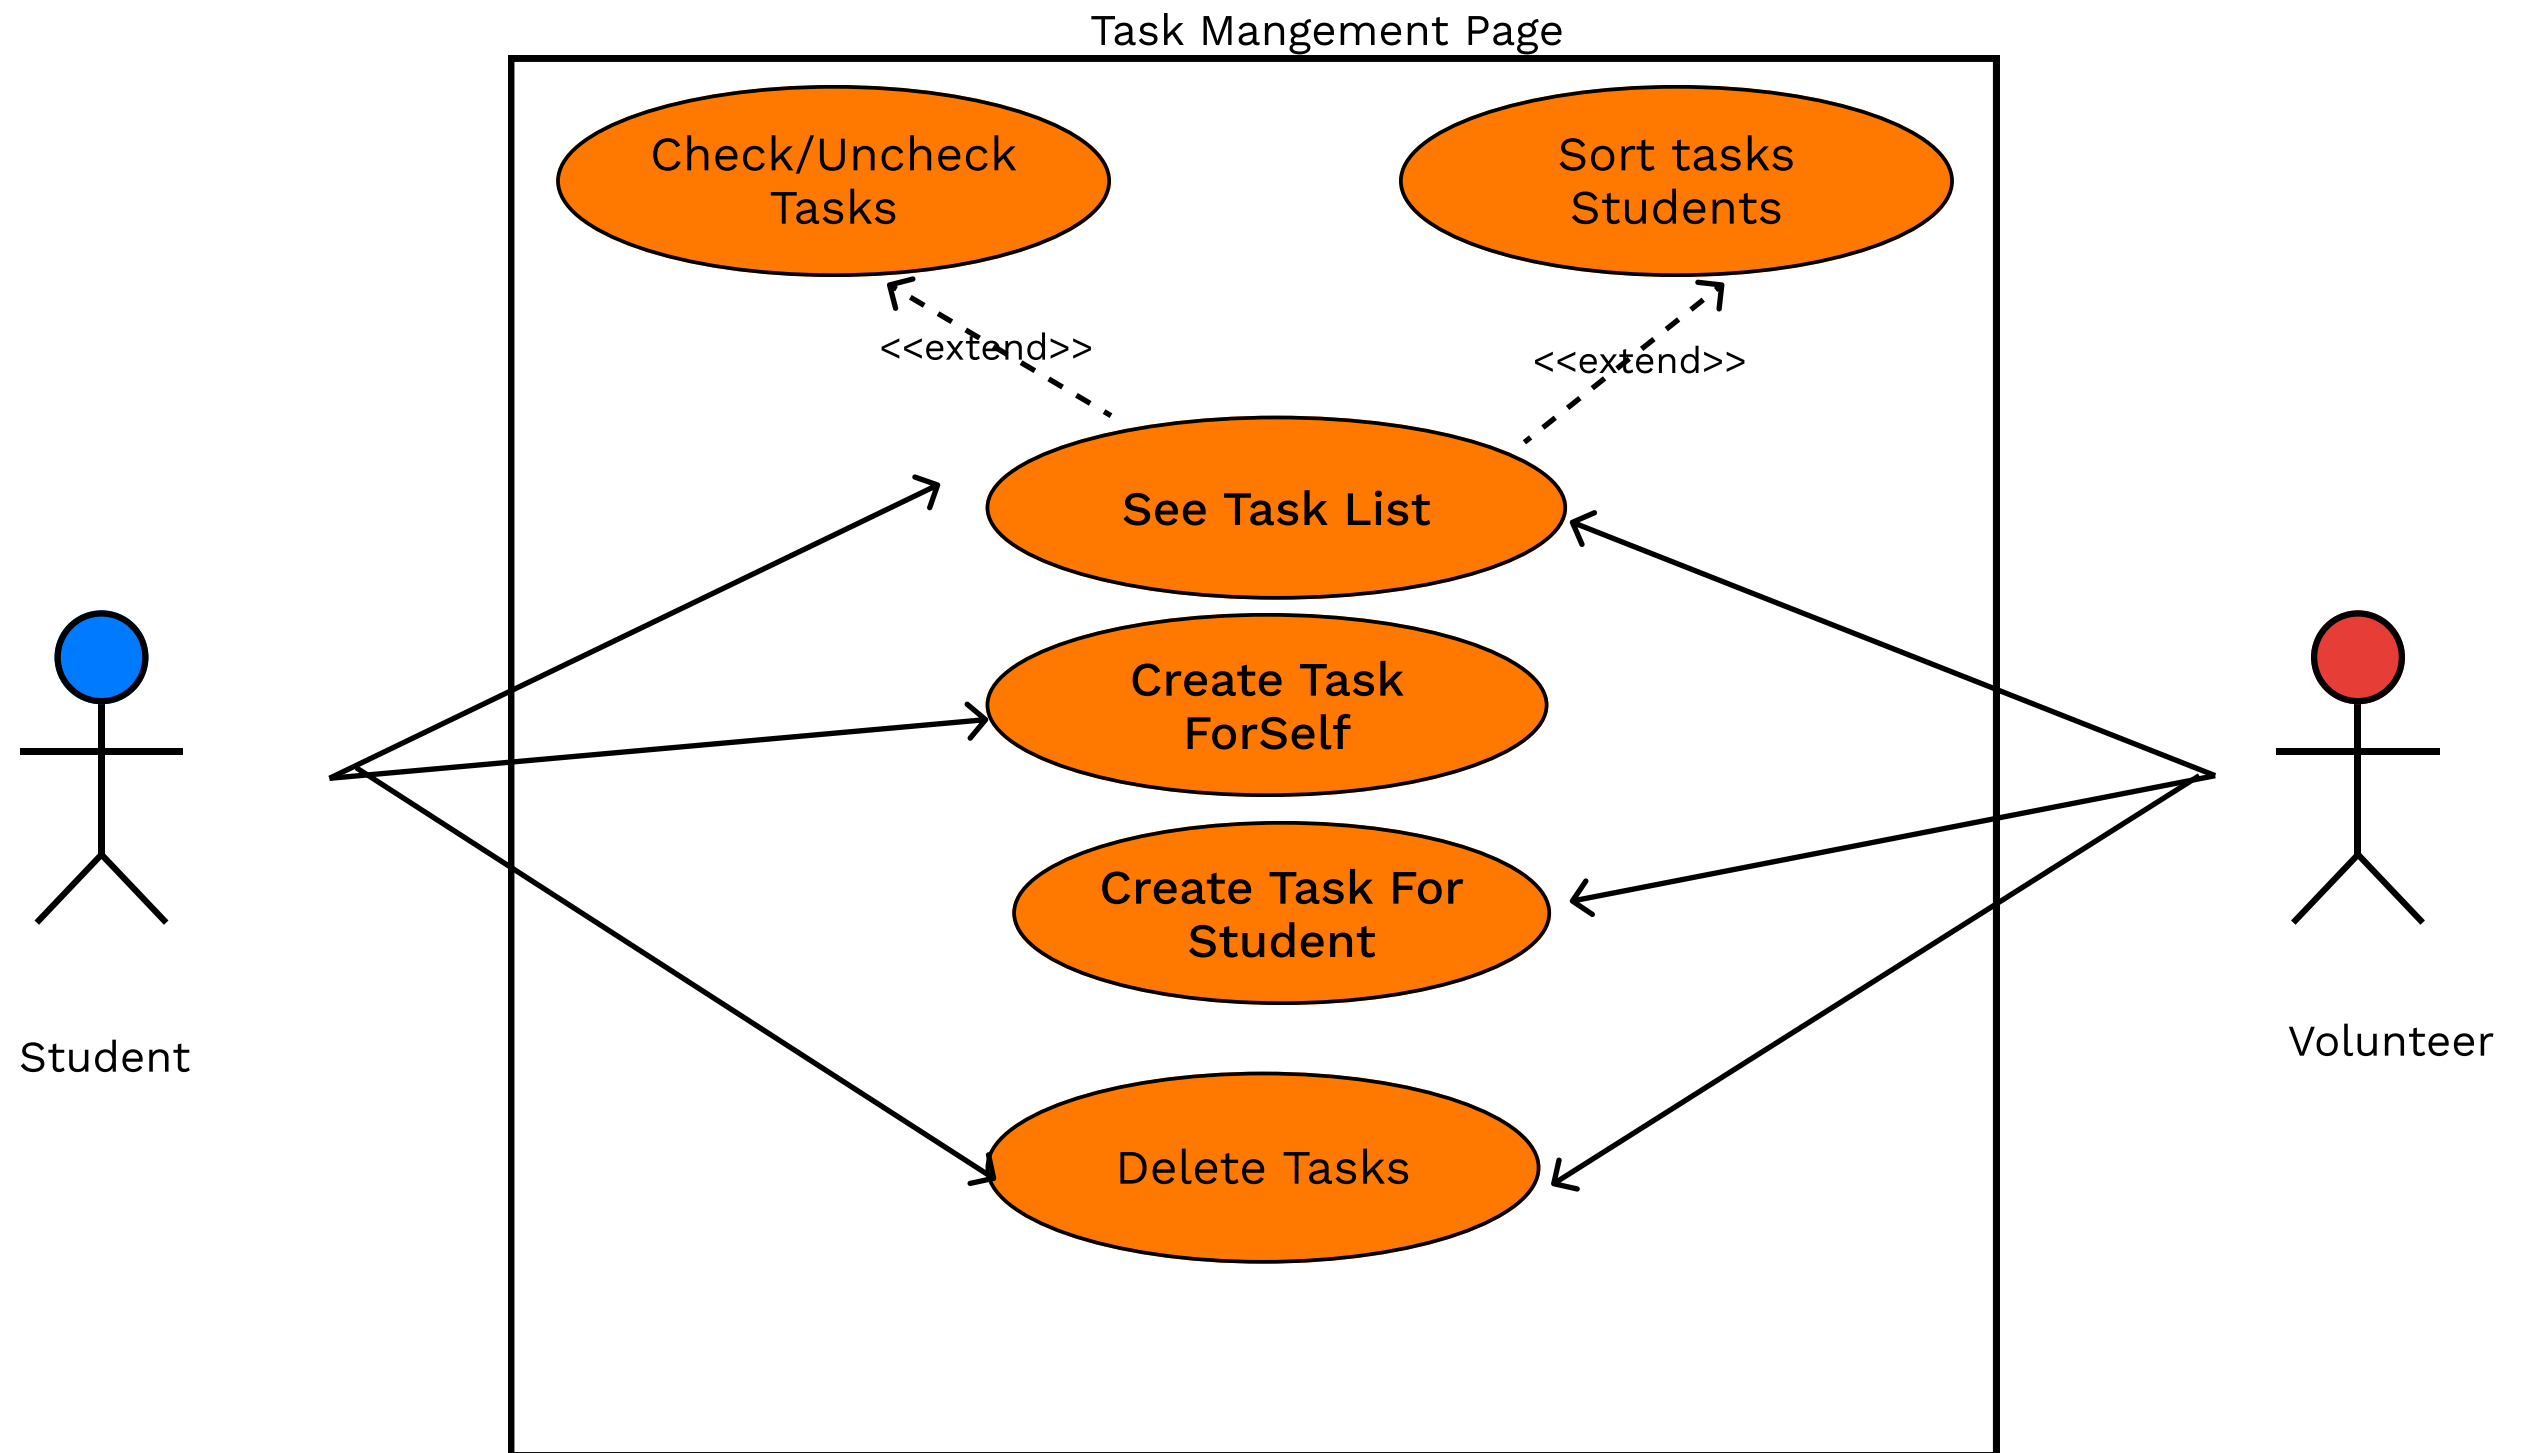 Task Mangement Page
Check/Uncheck
Tasks
Sort tasks
Students
<<extend>>
<<extend>>
See Task List
Create Task
ForSelf
Create Task For
Student
Student
Volunteer
Delete Tasks